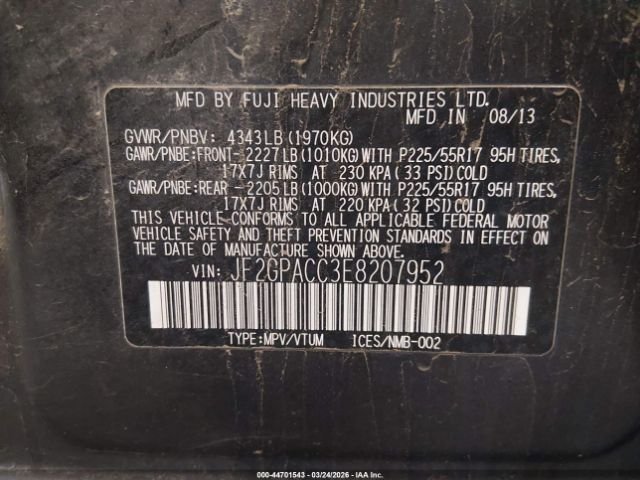 MFD BY FUJI HEAVY INDUSTRIES LTD.
MFD IN 08/13
GVWR/PNBV: 4343LB(1970KG)
GAWR/PNBE:FRONT-2227LB(1010KG)WITH P225/55R17 95H TIRES,
17X7J RIMS AT 230 KPA(33 PSI)COLD
GAWR/PNBE:REAR -2205LB(1000KG)WITH P225/55R17 95H TIRES,
17X7J RIMS AT 220 KPA(32 PSI)COLD
THIS VEHICLE CONFORMS TO ALL APPLICABLE FEDERAL MOTOR
VEHICLE SAFETY AND THEFT PREVENTION STANDARDS IN EFFECT
ON THE DATE OF MANUFACTURE SHOWN ABOVE.
VIN: JF2GPACC3E8207952
TYPE:MPV/VTUM ICES/NMB-002
000-44701543 - 03/24/2026 - IAA Inc.